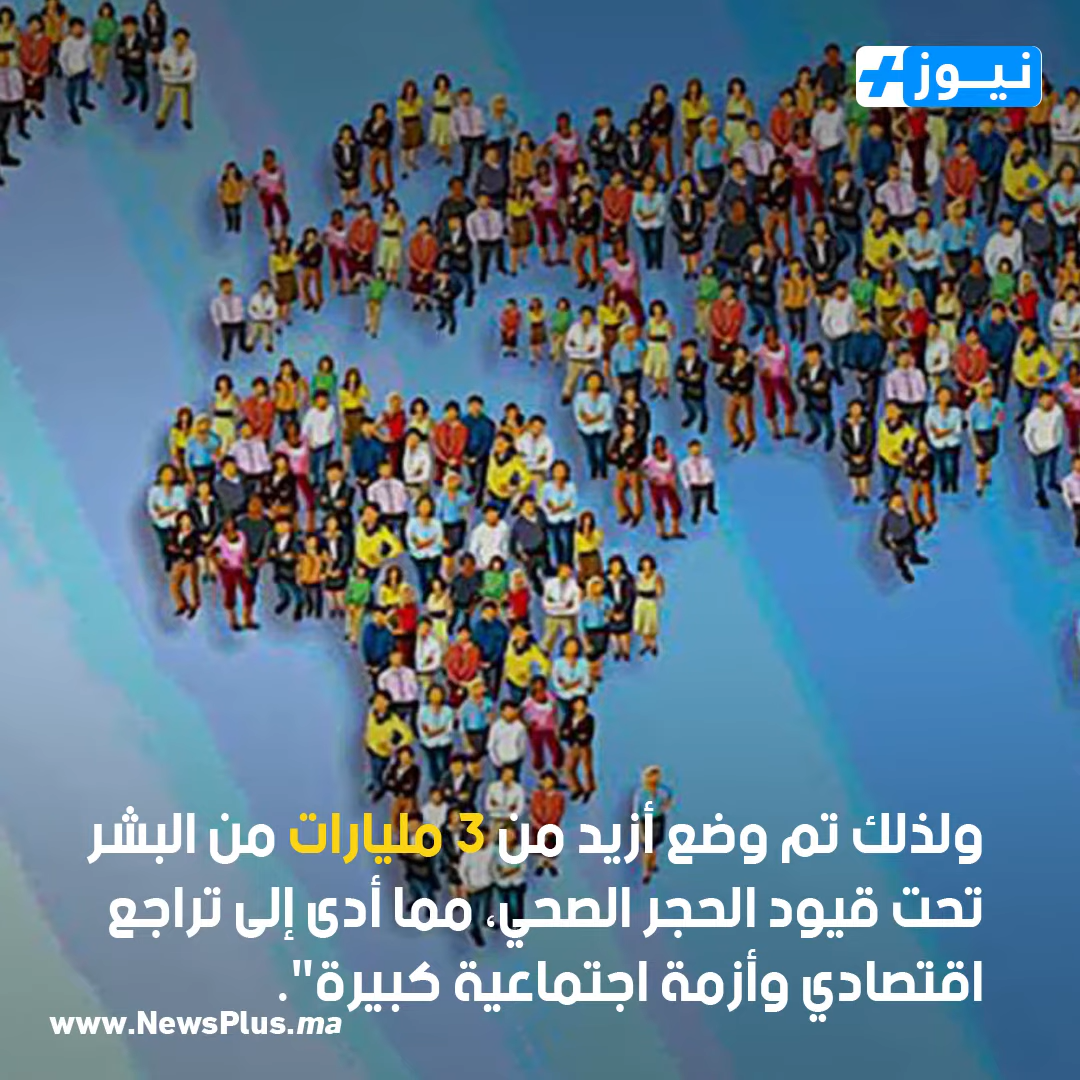 نيوز+
ولذلك تم وضع أزيد من 3 مليارات من البشر
تحت قيود الحجر الصحي، مما أدى إلى تراجع
اقتصادي وأزمة اجتماعية كبيرة".
www.NewsPlus.ma